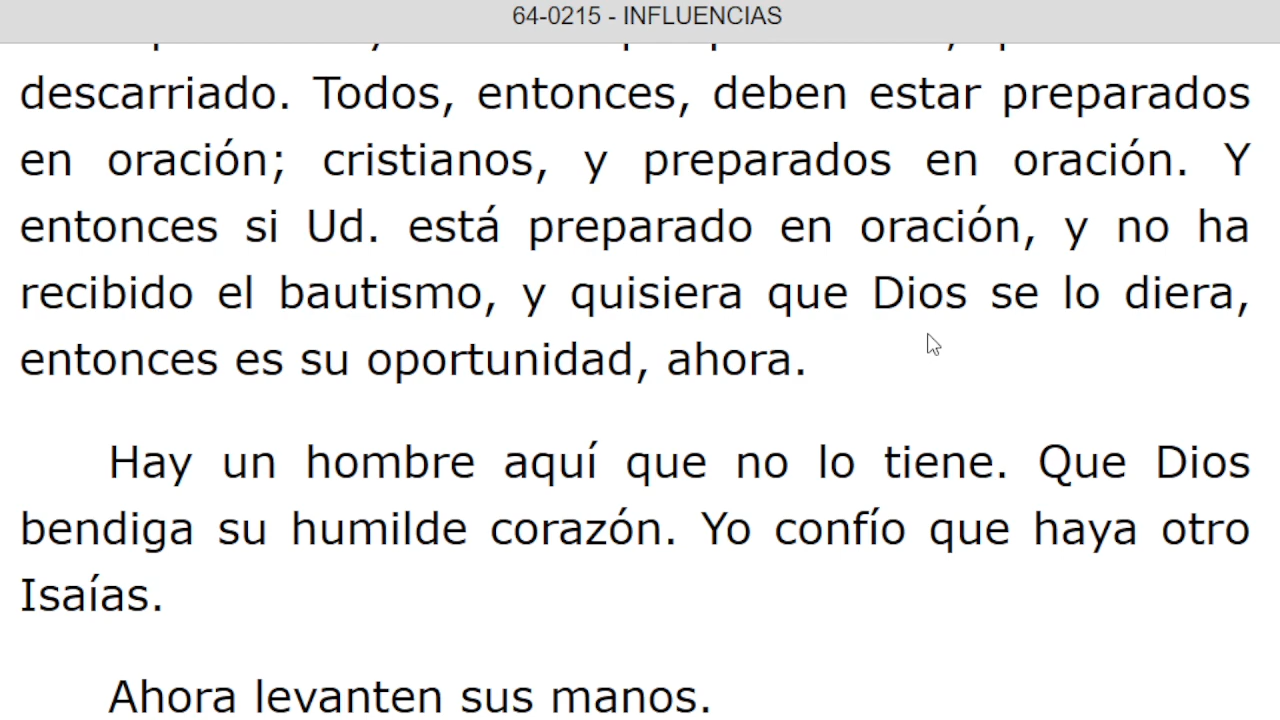 64-0215 - INFLUENCIAS
descarriado. Todos, entonces, deben estar preparados
en oración; cristianos, y preparados en oración. Y
entonces si Ud. está preparado en oración, y no ha
recibido el bautismo, y quisiera que Dios se lo diera,
entonces es su oportunidad, ahora.
Hay un hombre aquí que no lo tiene. Que Dios
bendiga su humilde corazón. Yo confío que haya otro
Isaías.
Ahora levanten sus manos.